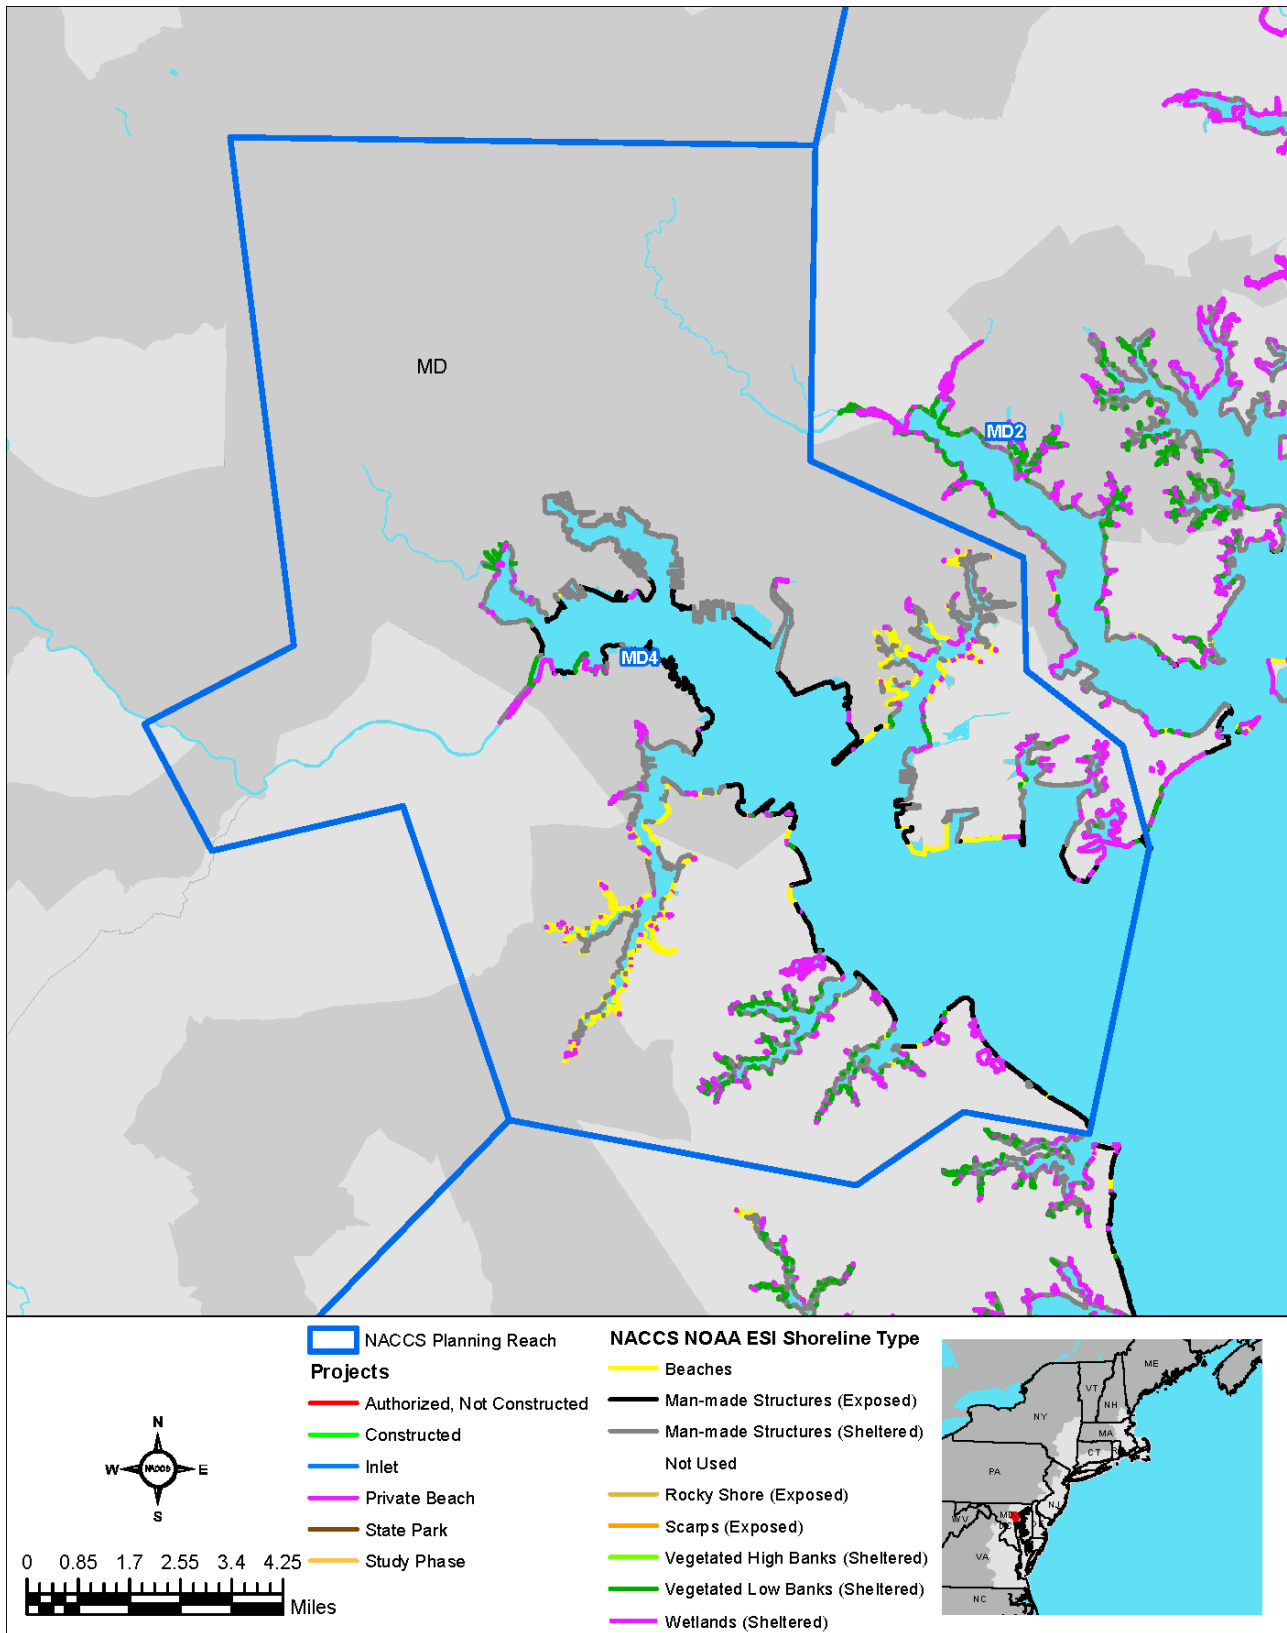 MD
MD2
MD4
NACCS Planning Reach
Projects
Authorized, Not Constructed
Constructed
Inlet
Private Beach
State Park
Study Phase
NACCS NOAA ESI Shoreline Type
Beaches
Man-made Structures (Exposed)
Man-made Structures (Sheltered)
Not Used
Rocky Shore (Exposed)
Scarps (Exposed)
Vegetated High Banks (Sheltered)
Vegetated Low Banks (Sheltered)
Wetlands (Sheltered)
N
W NACCS E
S
0 0.85 1.7 2.55 3.4 4.25
Miles
ME
VT
NH
NY
MA
CT
PA
NJ
WV
VA
NC